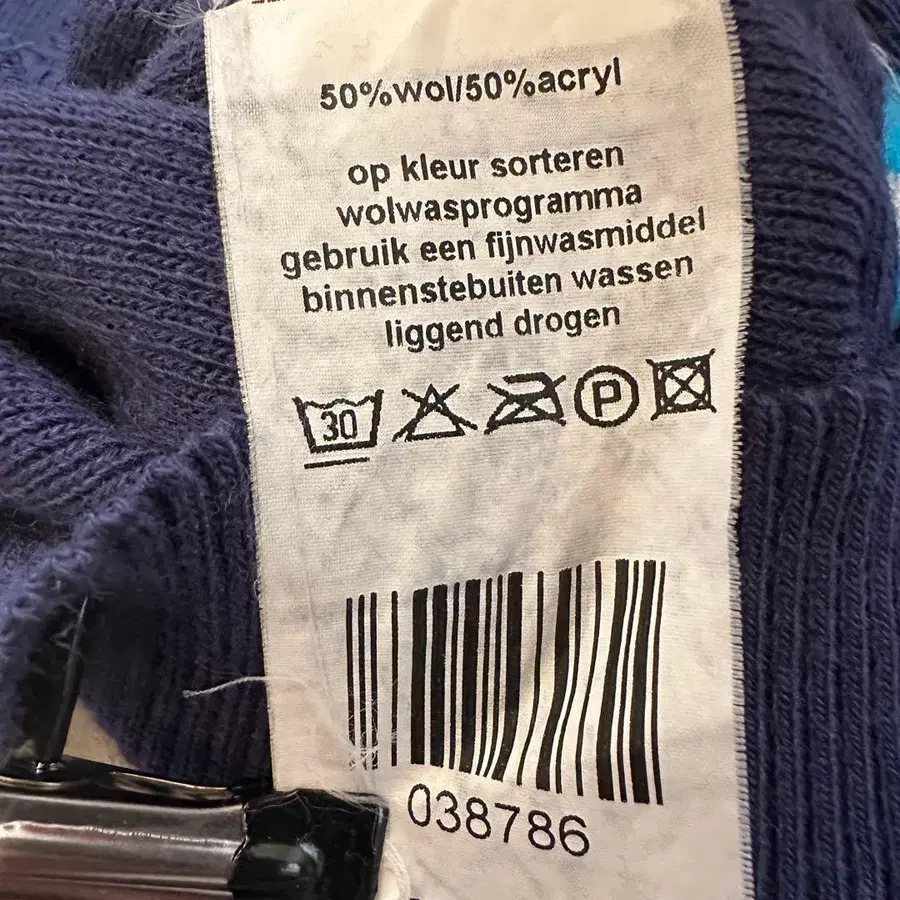 50%wol/50%acryl
op kleur sorteren
wolwasprogramma
gebruik een fijnwasmiddel
binnenstebuiten wassen
liggend drogen
30 P
038786